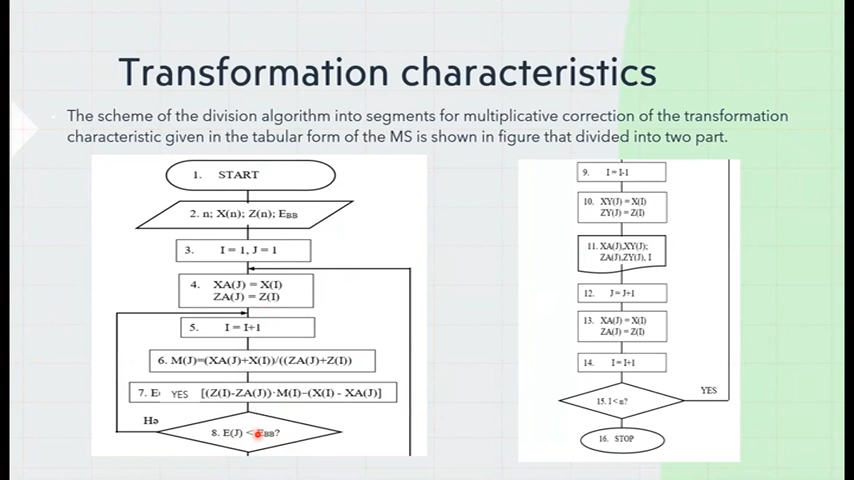 Transformation characteristics
The scheme of the division algorithm into segments for multiplicative correction of the transformation
characteristic given in the tabular form of the MS is shown in figure that divided into two part.
1. START
2. n; X(n); Z(n); EBB
3. I = 1, J = 1
4. XA(J) = X(I)
ZA(J) = Z(I)
5. I = I+1
6. M(J)=(XA(J)+X(I))/((ZA(J)+Z(I))
7. YES [(Z(I)-ZA(J))·M(I)−(X(I) - XA(J)]
Hə
8. E(J) < EBB?
9. I = I-1
10. XY(J) = X(I)
ZY(J) = Z(I)
11. XA(J),XY(J);
ZA(J),ZY(J), I
12. J= J+1
13. XA(J) = X(I)
ZA(J) = Z(I)
14. I = I+1
YES
15. I < n?
16. STOP